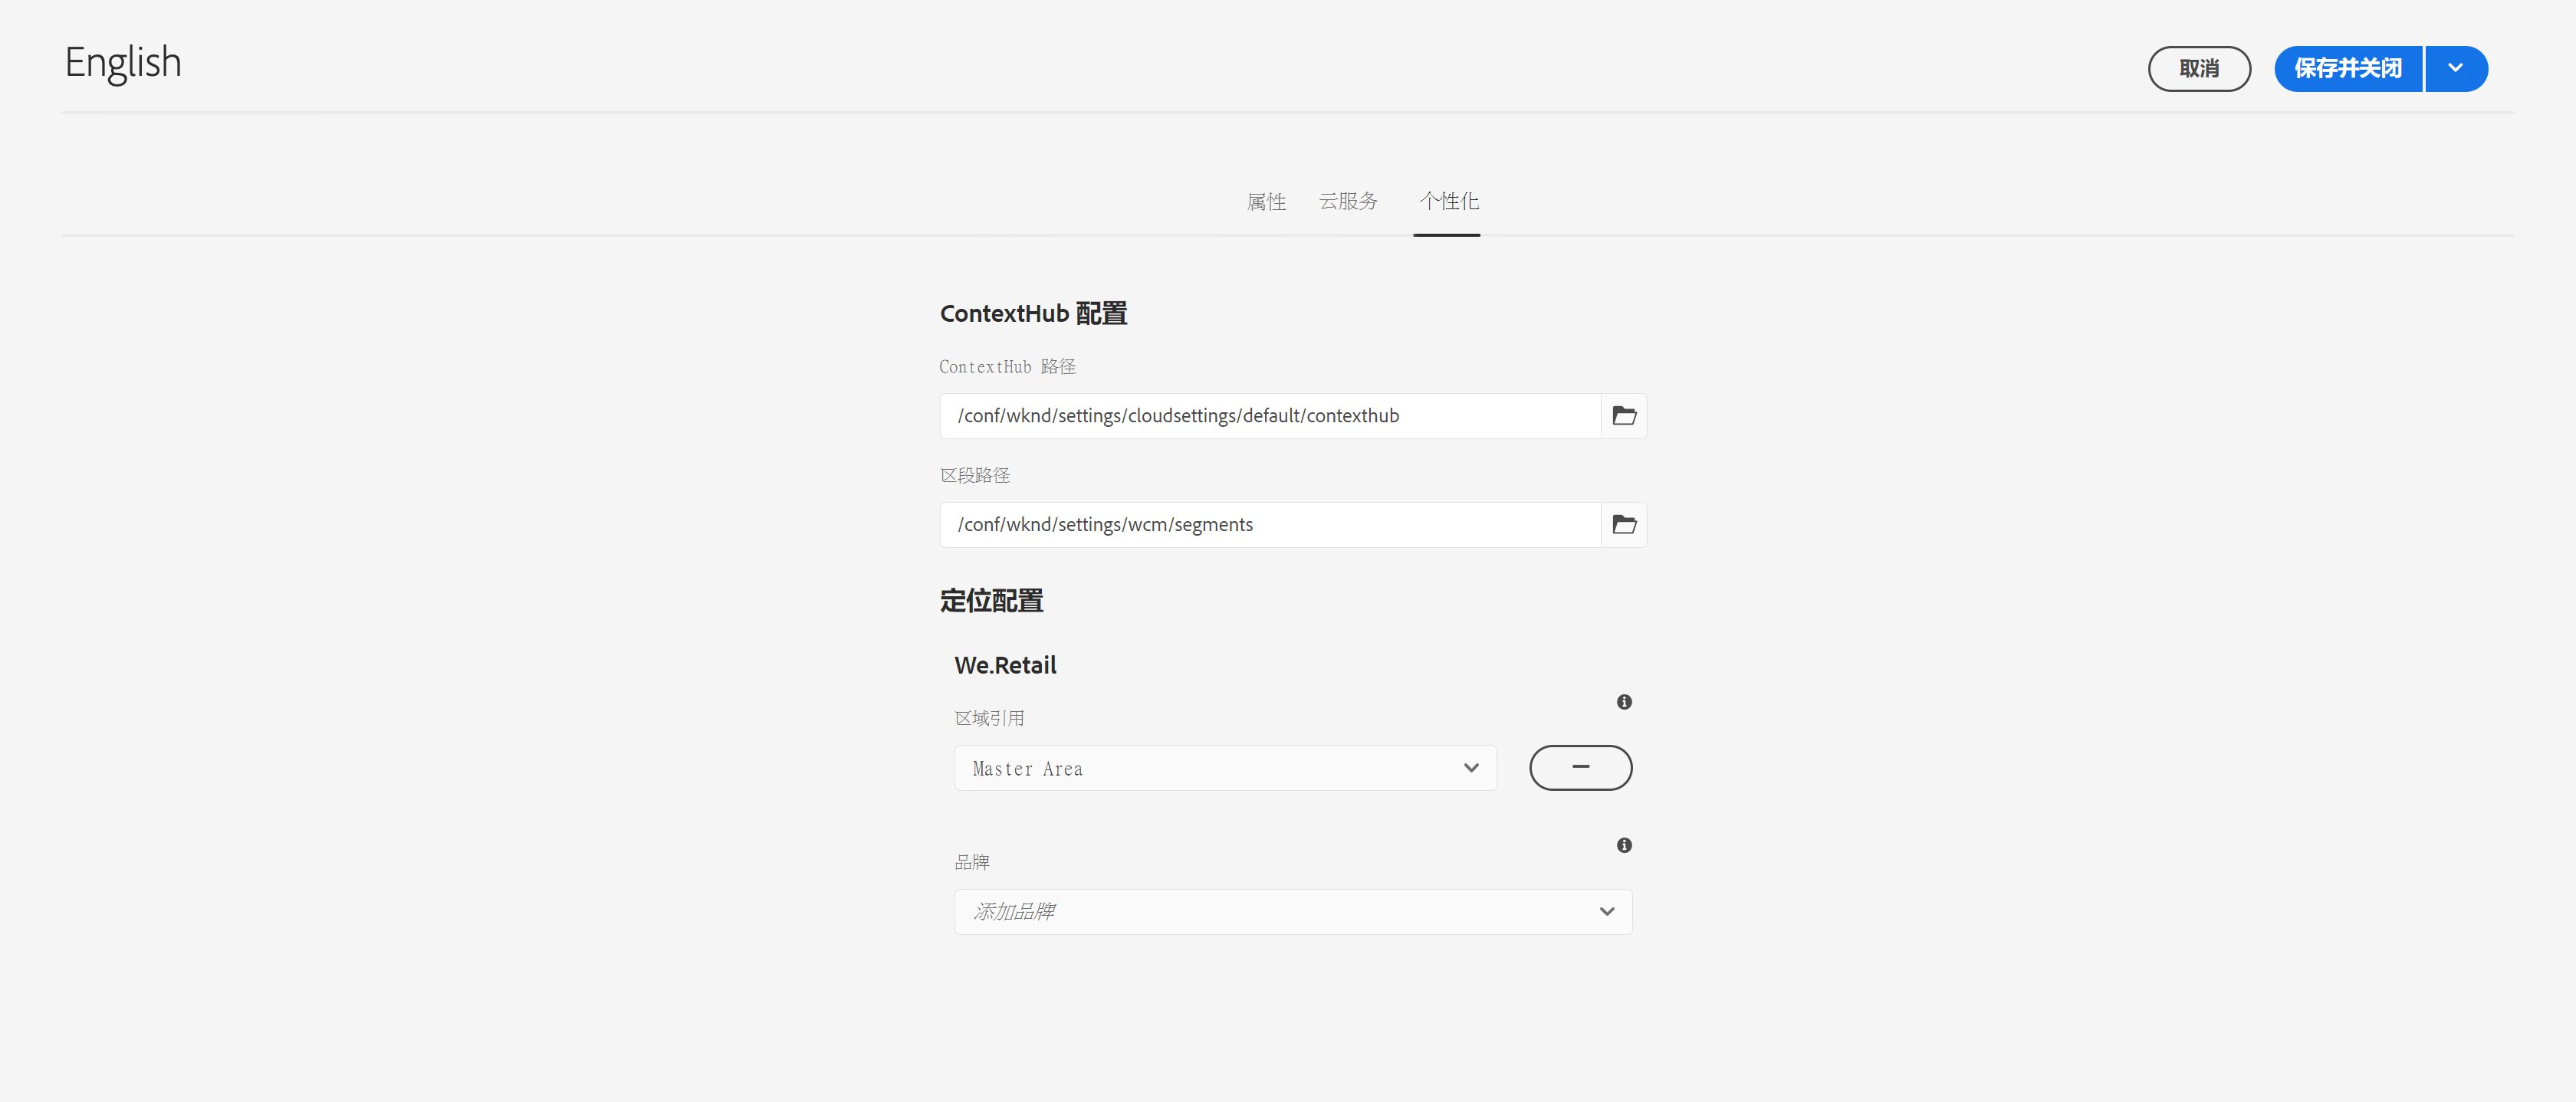 English
取消
保存并关闭
属性 云服务 个性化
ContextHub 配置
ContextHub 路径
/conf/wknd/settings/cloudsettings/default/contexthub
区段路径
/conf/wknd/settings/wcm/segments
定位配置
We.Retail
区域引用
Master Area
品牌
添加品牌